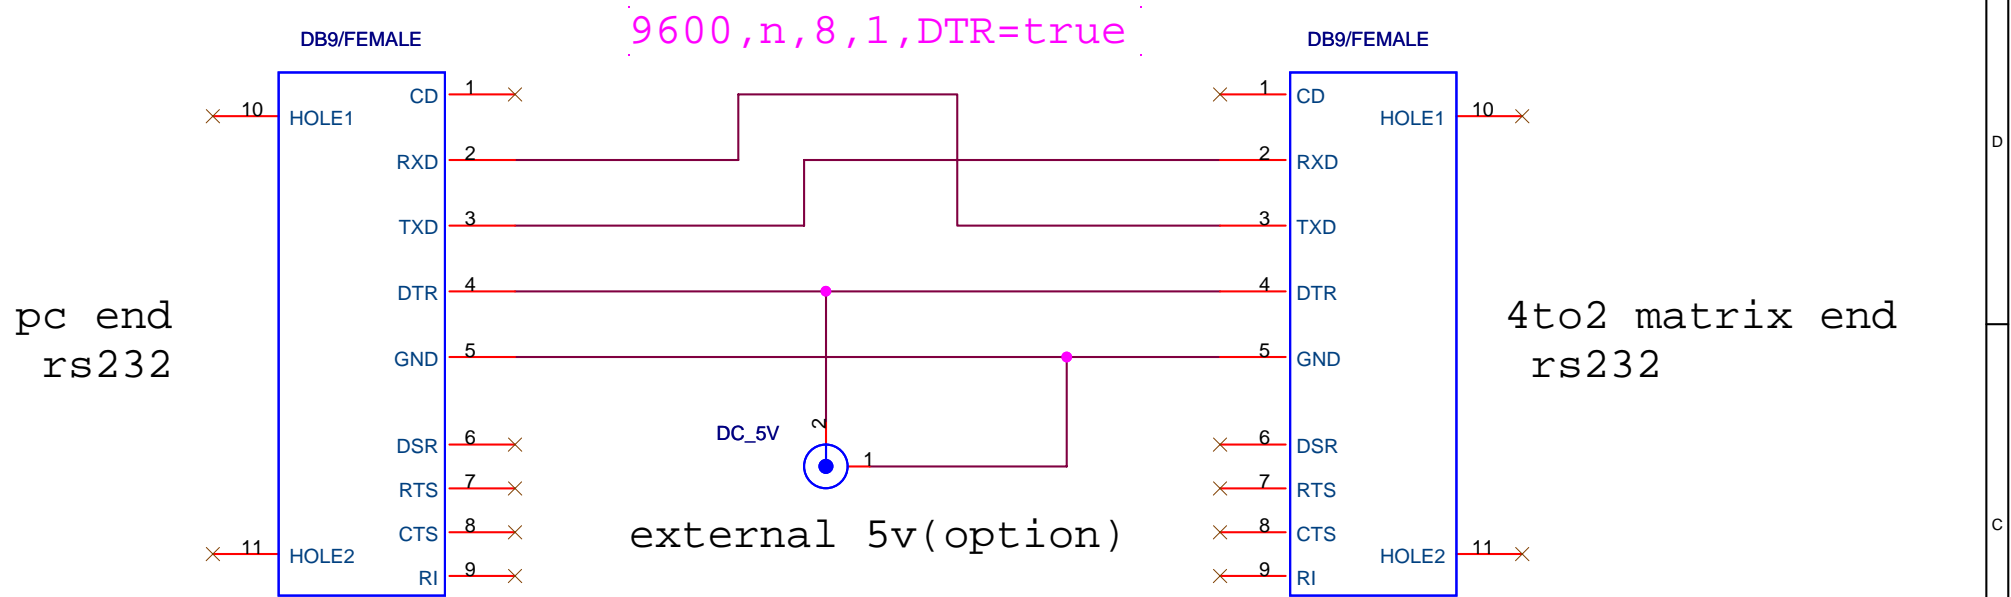 9600,n,8,1,DTR=true
DB9/FEMALE
DB9/FEMALE
10
HOLE1
CD
1
RXD
2
TXD
3
DTR
4
GND
5
DSR
6
RTS
7
CTS
8
RI
9
11
HOLE2
pc end
rs232
DC_5V
2
1
external 5v(option)
1
CD
2
RXD
3
TXD
4
DTR
5
GND
6
DSR
7
RTS
8
CTS
9
RI
HOLE1
10
HOLE2
11
4to2 matrix end
rs232
D
C